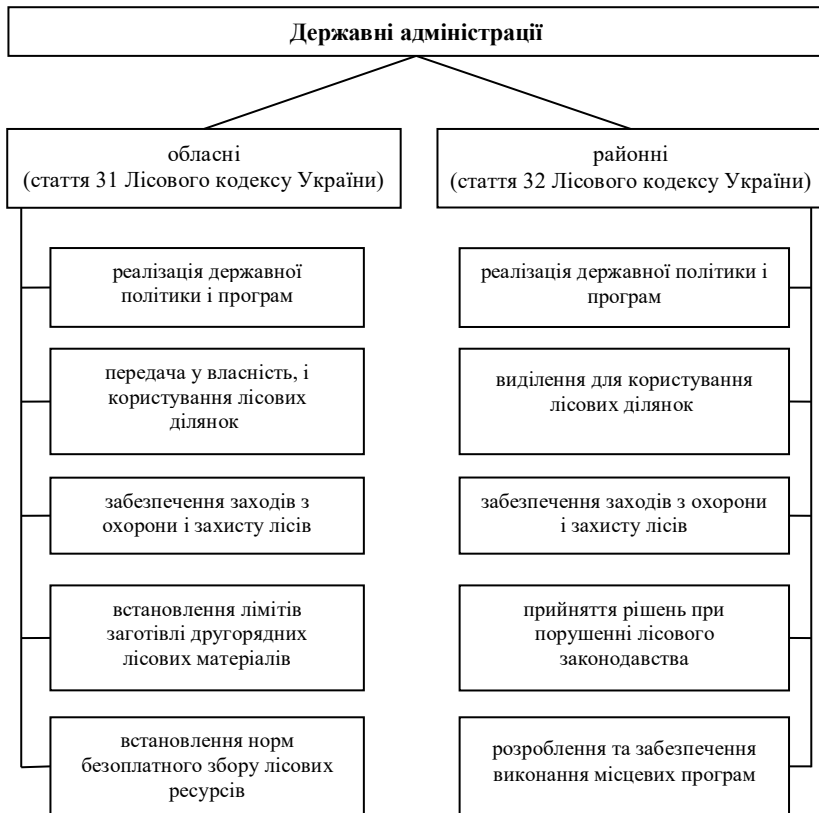 Державні адміністрації
обласні
(стаття 31 Лісового кодексу України)
районні
(стаття 32 Лісового кодексу України)
реалізація державної
політики і програм
передача у власність, і
користування лісових
ділянок
забезпечення заходів з
охорони і захисту лісів
встановлення лімітів
заготівлі другорядних
лісових матеріалів
встановлення норм
безоплатного збору лісових
ресурсів
реалізація державної політики і
програм
виділення для користування
лісових ділянок
забезпечення заходів з охорони
і захисту лісів
прийняття рішень при
порушенні лісового
законодавства
розроблення та забезпечення
виконання місцевих програм